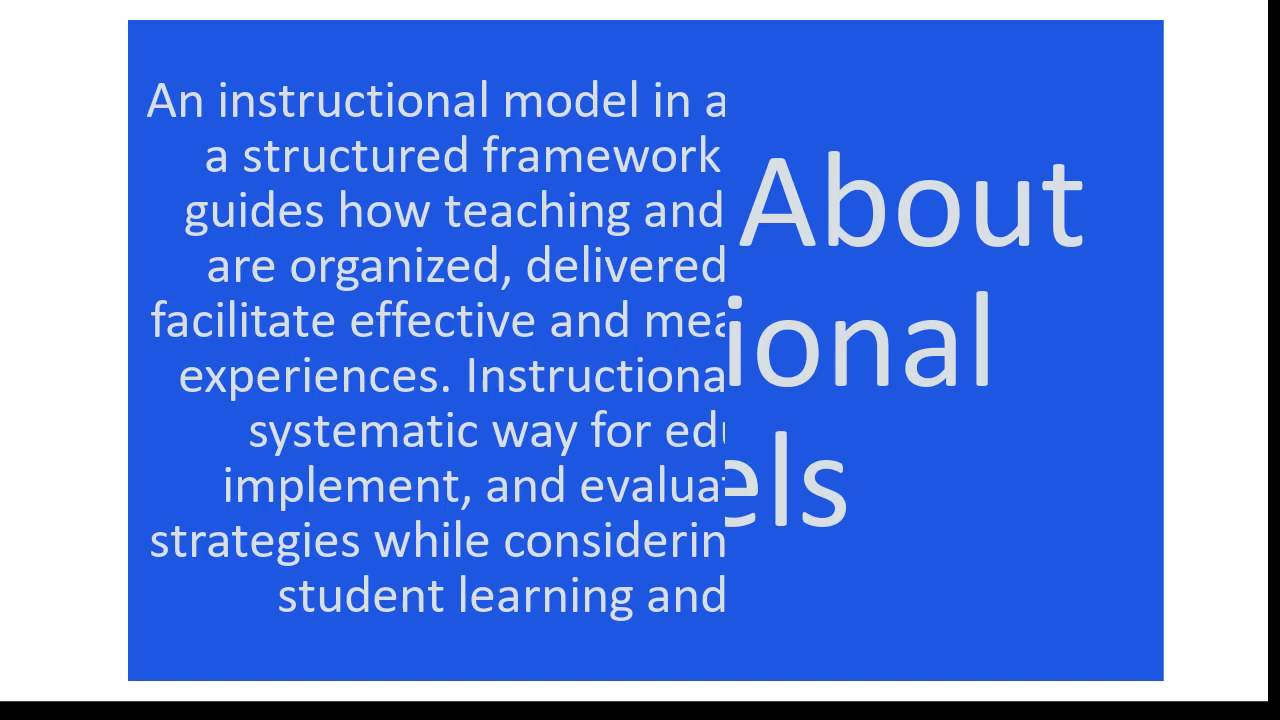 An instructional model in a
a structured framework
guides how teaching and
are organized, delivered
facilitate effective and mea
experiences. Instructiona
systematic way for edu
implement, and evaluat
strategies while considerin
student learning and
About
ional
els